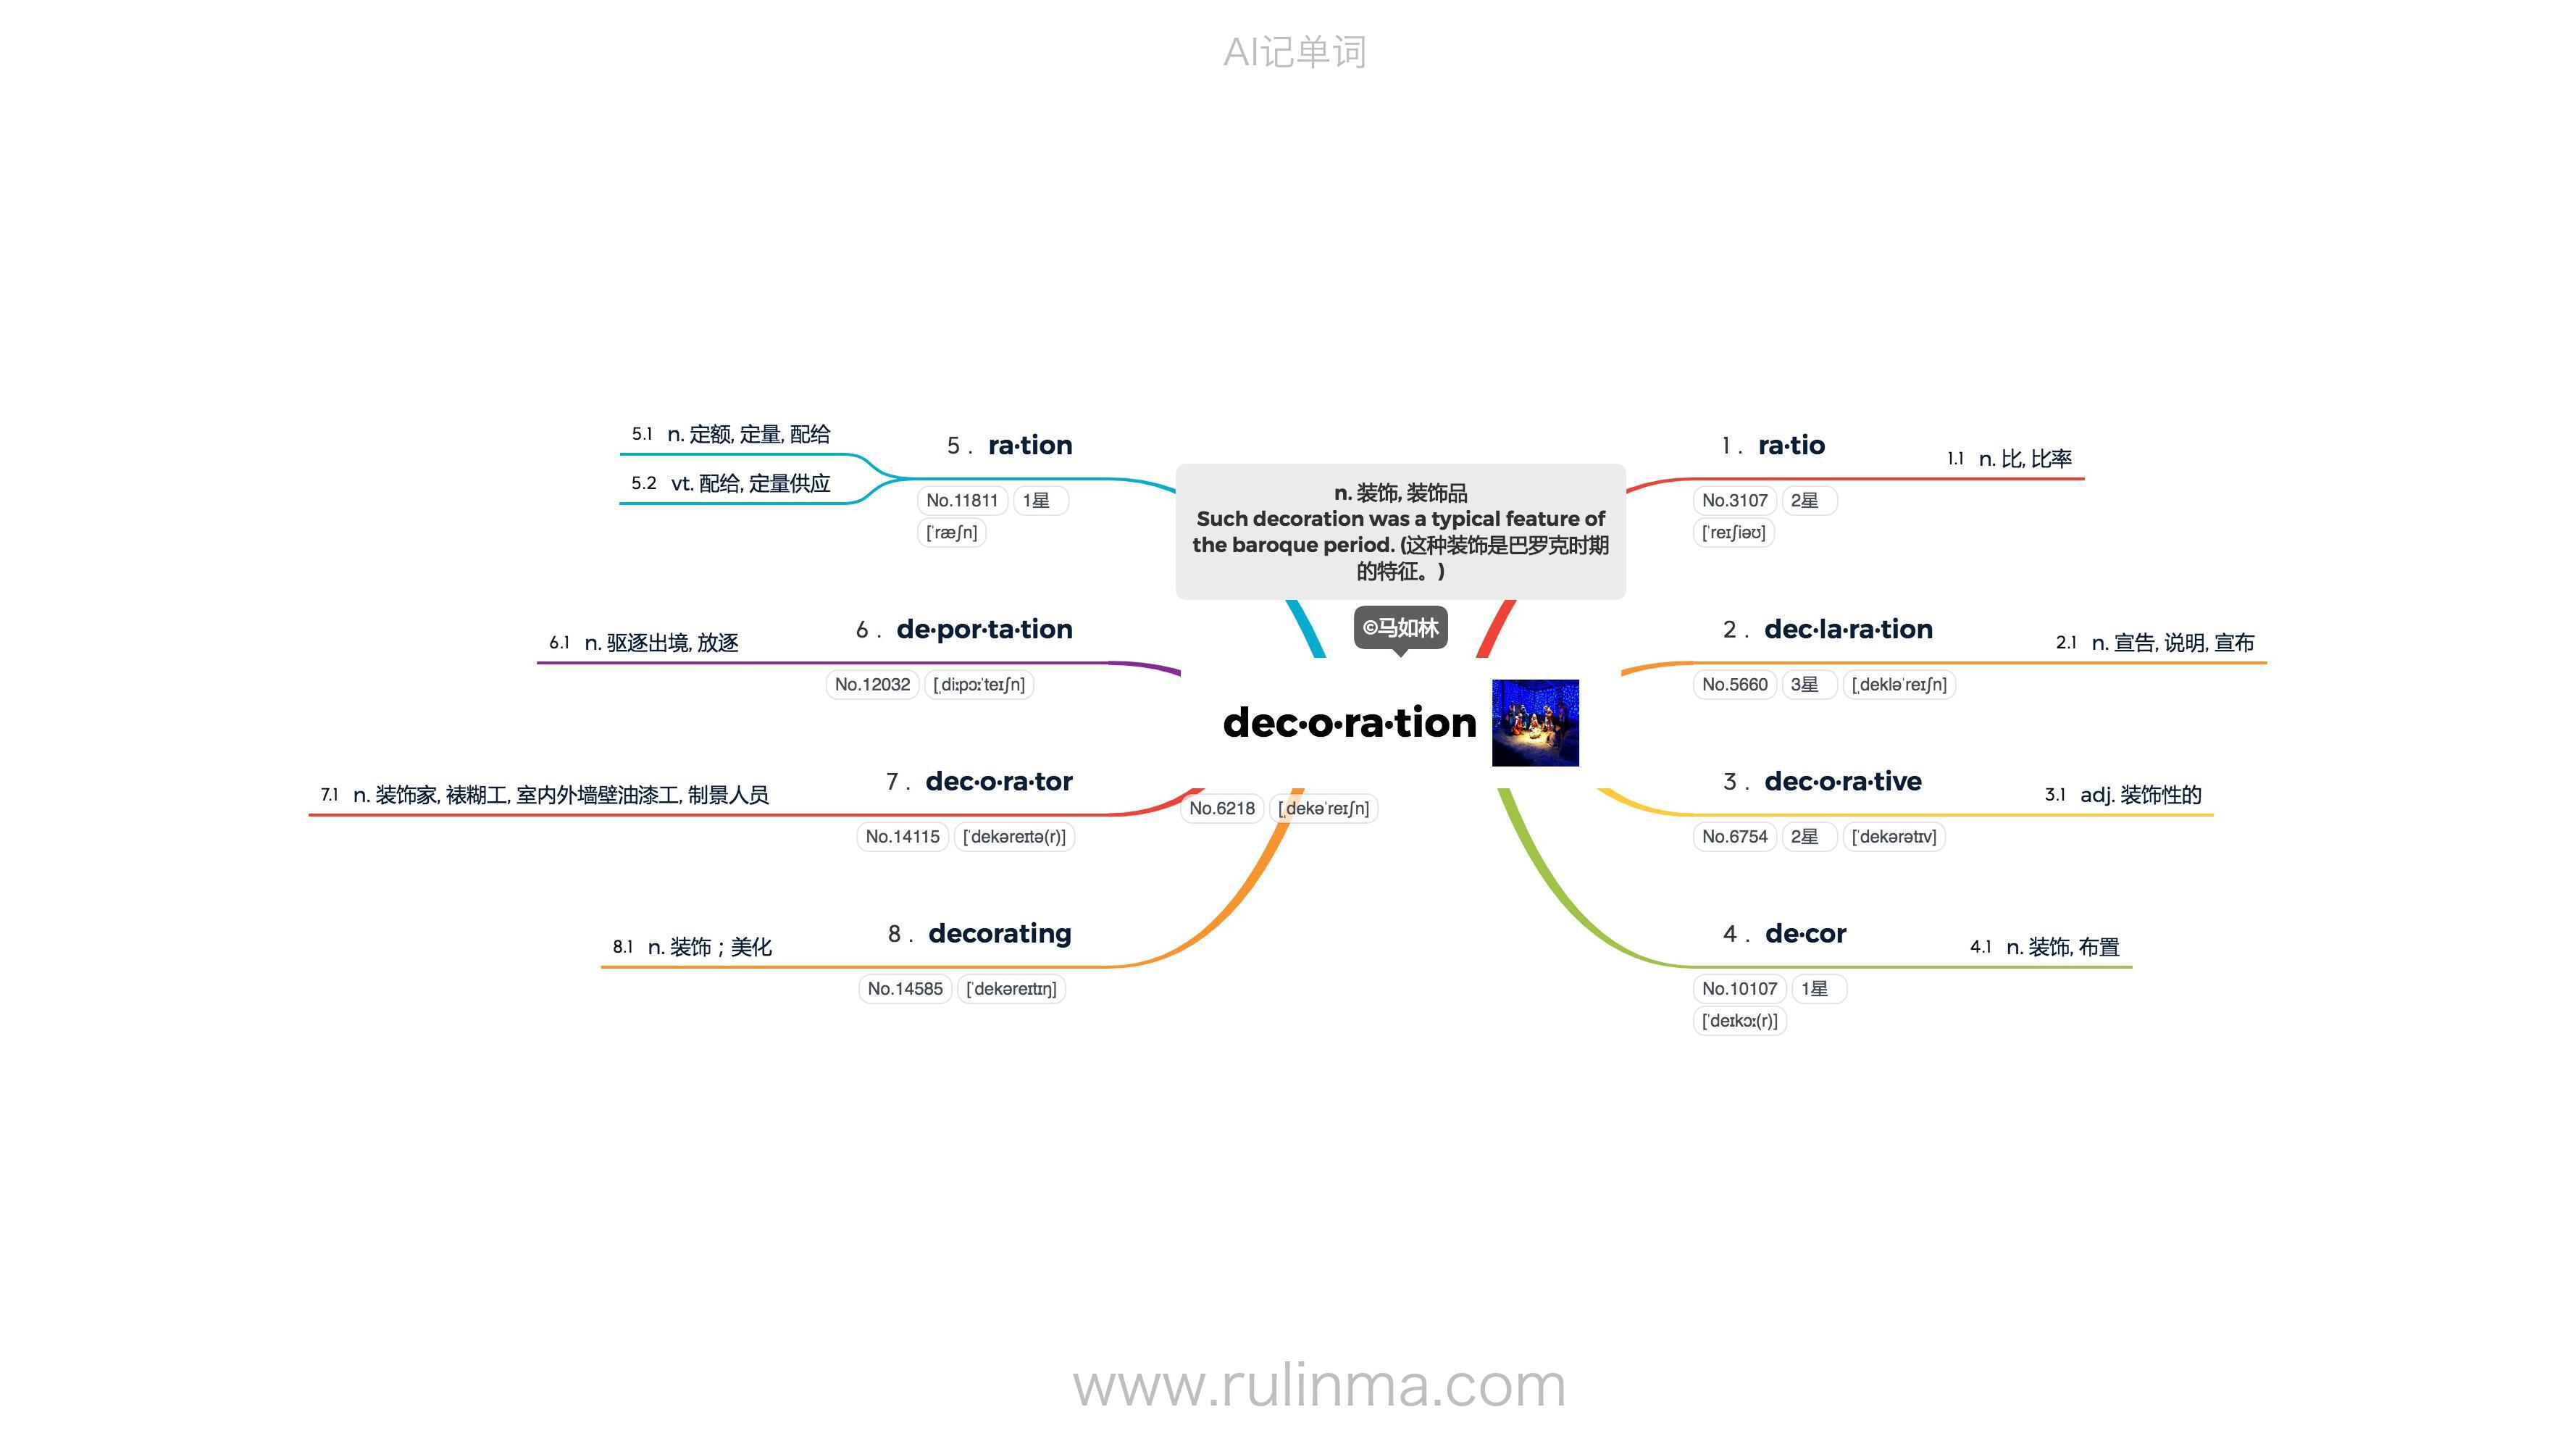 AI记单词
n. 装饰, 装饰品
Such decoration was a typical feature of
the baroque period. (这种装饰是巴罗克时期
的特征。)
©马如林
dec·o·ra·tion
No.6218 [ˌdekəˈreɪʃn]
1 . ra·tio
No.3107 2星
[ˈreɪʃiəʊ]
1.1 n. 比, 比率
2 . dec·la·ra·tion
No.5660 3星 [ˌdekləˈreɪʃn]
2.1 n. 宣告, 说明, 宣布
3 . dec·o·ra·tive
No.6754 2星 [ˈdekərətɪv]
3.1 adj. 装饰性的
4 . de·cor
No.10107 1星
[ˈdeɪkɔː(r)]
4.1 n. 装饰, 布置
5 . ra·tion
No.11811 1星
[ˈræʃn]
5.1 n. 定额, 定量, 配给
5.2 vt. 配给, 定量供应
6 . de·por·ta·tion
No.12032 [ˌdiːpɔːˈteɪʃn]
6.1 n. 驱逐出境, 放逐
7 . dec·o·ra·tor
No.14115 [ˈdekəreɪtə(r)]
7.1 n. 装饰家, 裱糊工, 室内外墙壁油漆工, 制景人员
8 . decorating
No.14585 [ˈdekəreɪtɪŋ]
8.1 n. 装饰；美化
www.rulinma.com